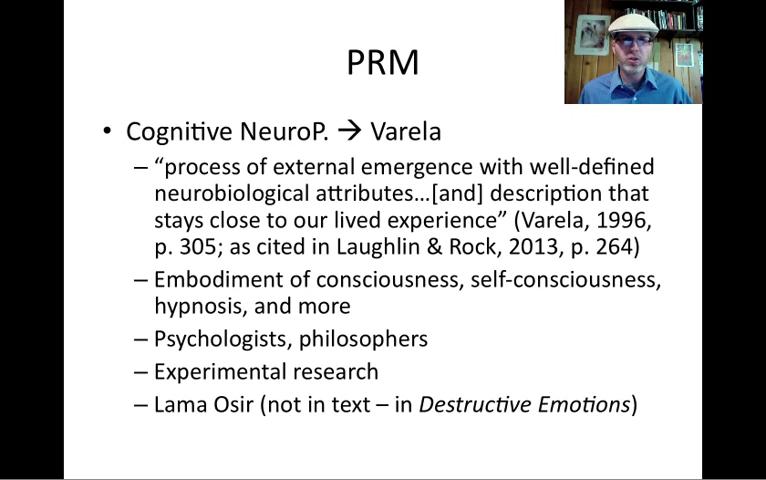 PRM
• Cognitive NeuroP. → Varela
– “process of external emergence with well-defined
neurobiological attributes…[and] description that
stays close to our lived experience” (Varela, 1996,
p. 305; as cited in Laughlin & Rock, 2013, p. 264)
– Embodiment of consciousness, self-consciousness,
hypnosis, and more
– Psychologists, philosophers
– Experimental research
– Lama Osir (not in text – in Destructive Emotions)